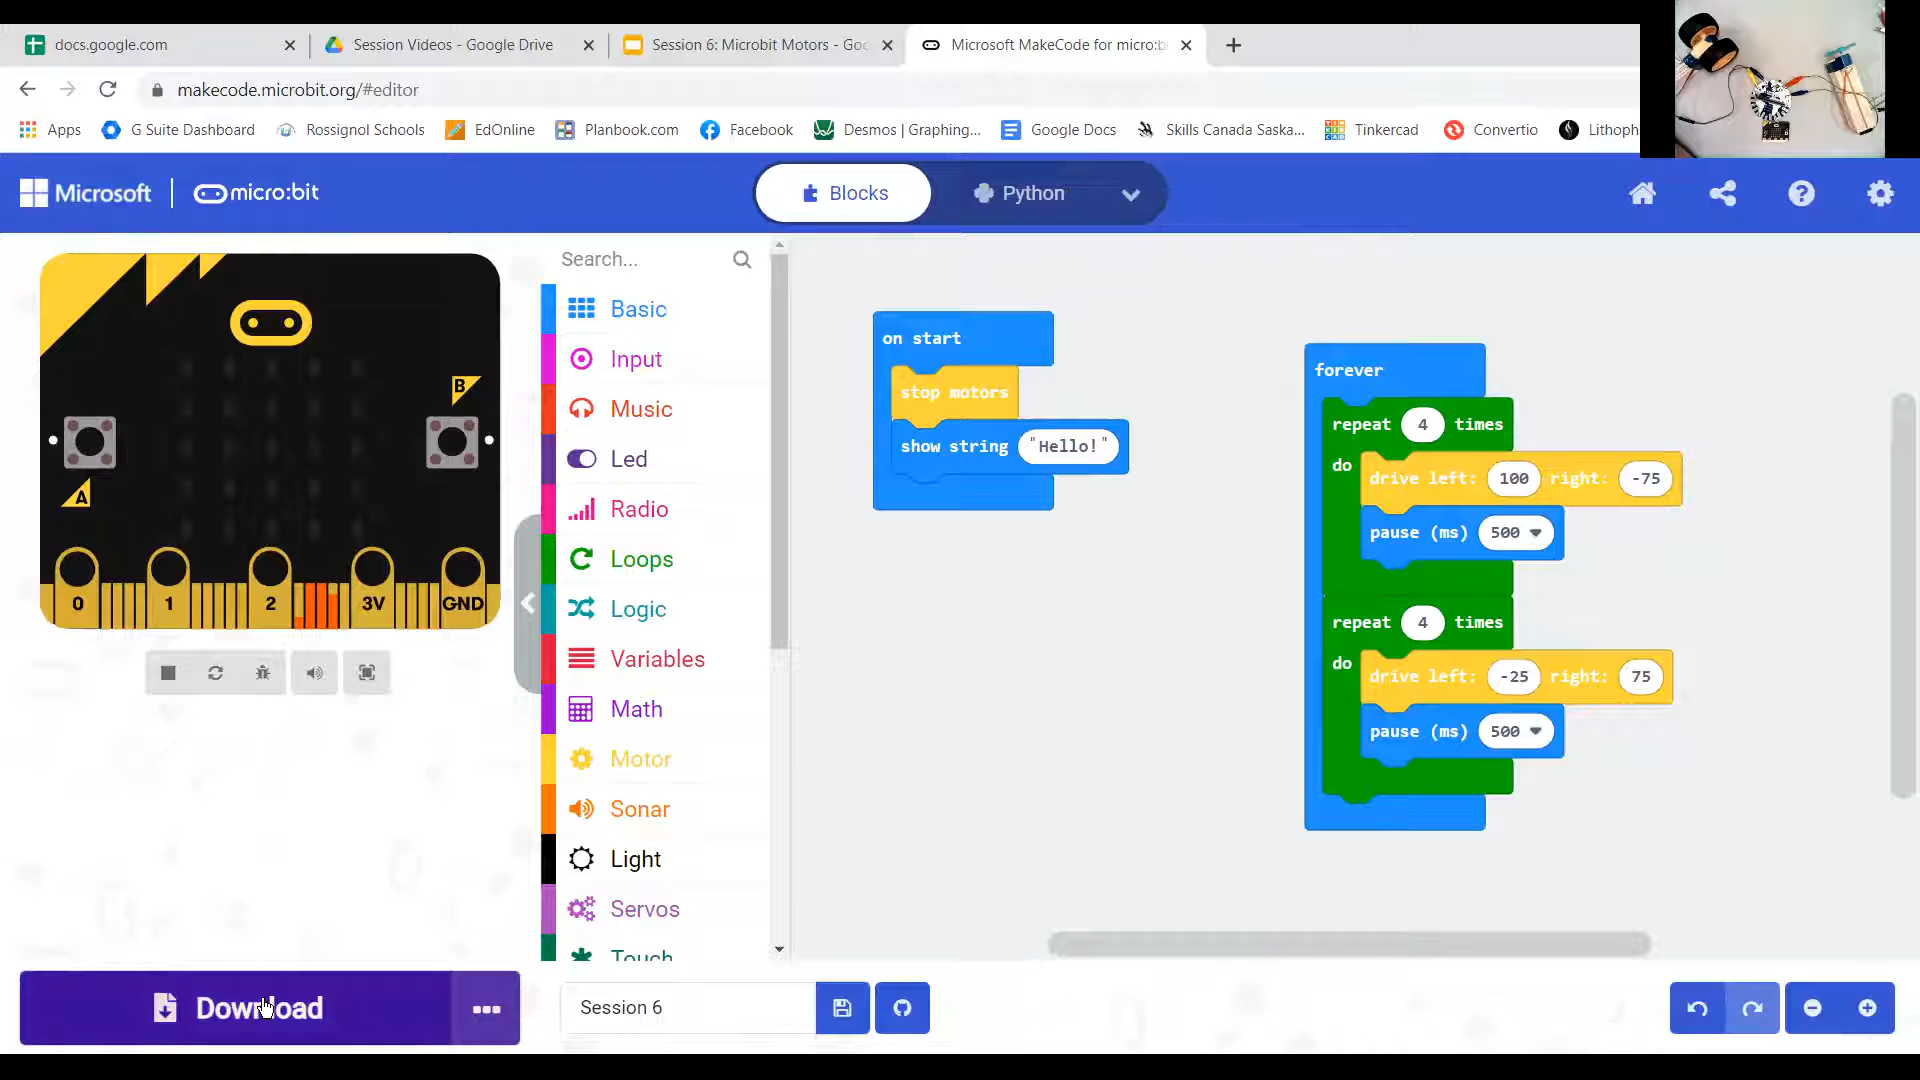 docs.google.com
Session Videos - Google Drive
Session 6: Microbit Motors - Goo
Microsoft MakeCode for micro:b
makecode.microbit.org/#editor
Apps
G Suite Dashboard
Rossignol Schools
EdOnline
Planbook.com
Facebook
Desmos | Graphing...
Google Docs
Skills Canada Saska...
Tinkercad
Convertio
Lithoph
Microsoft
micro:bit
Blocks
Python
B
A
0
1
2
3V
GND
Search...
Basic
Input
Music
Led
Radio
Loops
Logic
Variables
Math
Motor
Sonar
Light
Servos
Touch
on start
stop motors
show string "Hello!"
forever
repeat 4 times
do
drive left: 100 right: -75
pause (ms) 500
repeat 4 times
do
drive left: -25 right: 75
pause (ms) 500
Download
Session 6